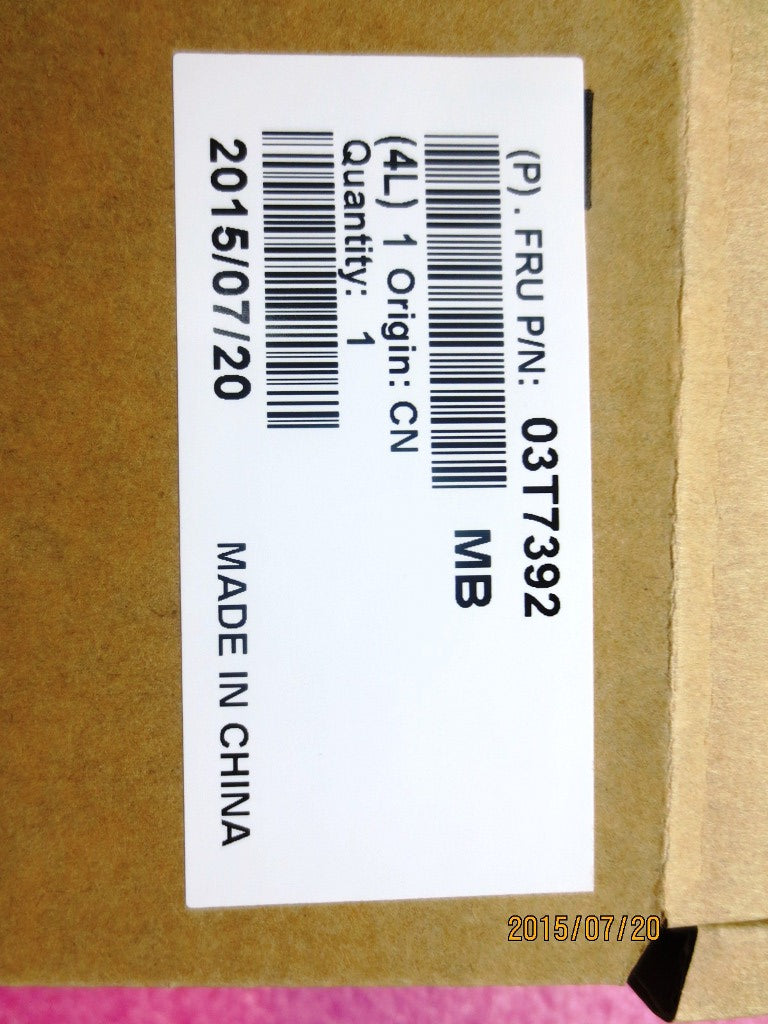 (P). FRU P/N: 03T7392
MB
(4L) 1 Origin: CN
Quantity: 1
2015/07/20 MADE IN CHINA
2015/07/20